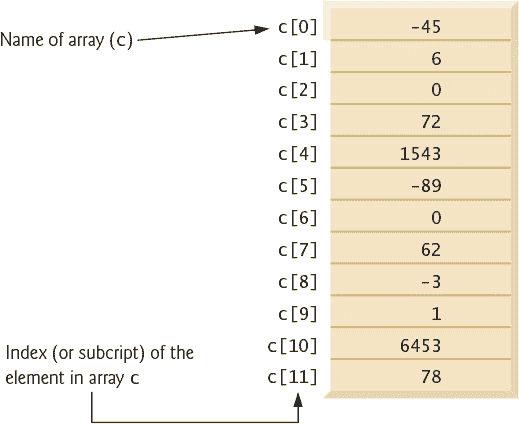 Name of array (c)
c[0] -45
c[1] 6
c[2] 0
c[3] 72
c[4] 1543
c[5] -89
c[6] 0
c[7] 62
c[8] -3
c[9] 1
c[10] 6453
c[11] 78
Index (or subcript) of the
element in array c